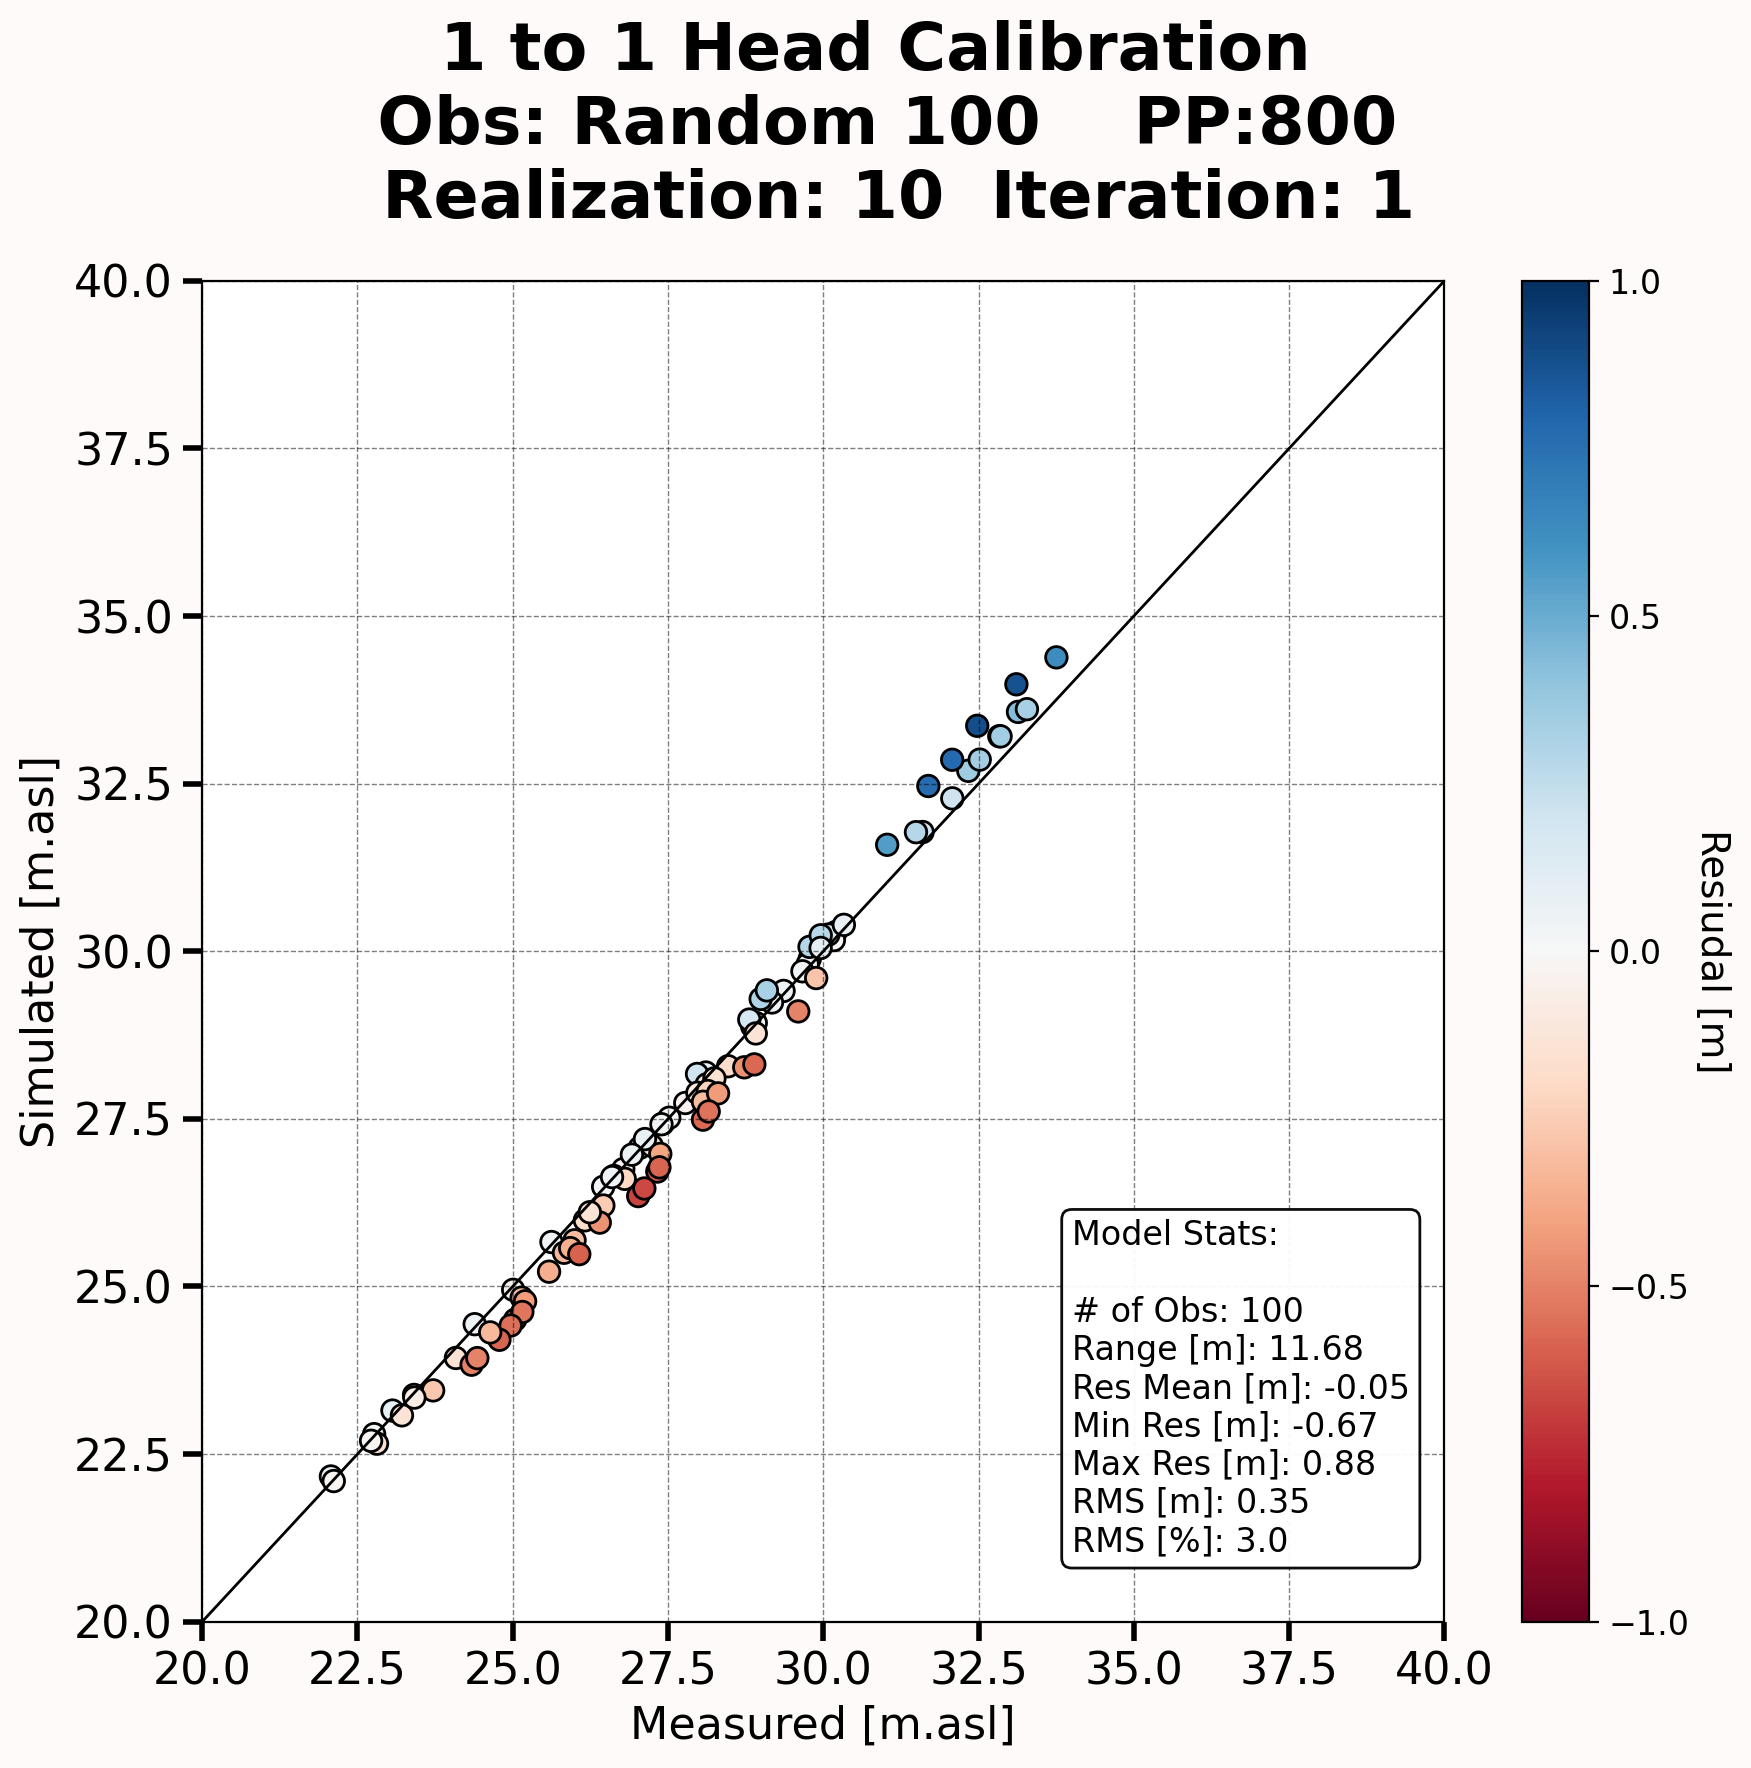 1 to 1 Head Calibration
Obs: Random 100    PP:800
Realization: 10  Iteration: 1
40.0
37.5
35.0
32.5
30.0
27.5
25.0
22.5
20.0
Simulated [m.asl]
20.0 22.5 25.0 27.5 30.0 32.5 35.0 37.5 40.0
Measured [m.asl]
Model Stats:
# of Obs: 100
Range [m]: 11.68
Res Mean [m]: -0.05
Min Res [m]: -0.67
Max Res [m]: 0.88
RMS [m]: 0.35
RMS [%]: 3.0
1.0
0.5
0.0
−0.5
−1.0
Resiudal [m]